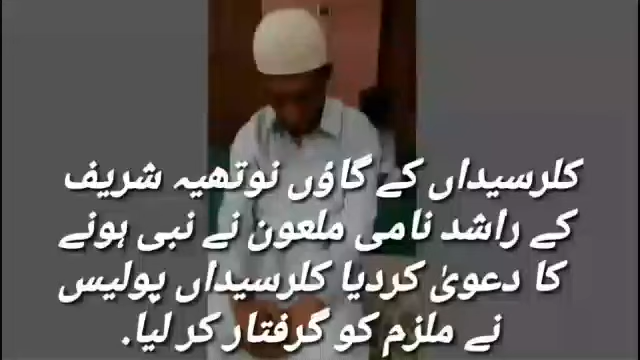 کلرسیداں کے گاؤں نوتھیہ شریف
کے راشد نامی ملعون نے نبی ہونے
کا دعویٰ کردیا کلرسیداں پولیس
نے ملزم کو گرفتار کر لیا.